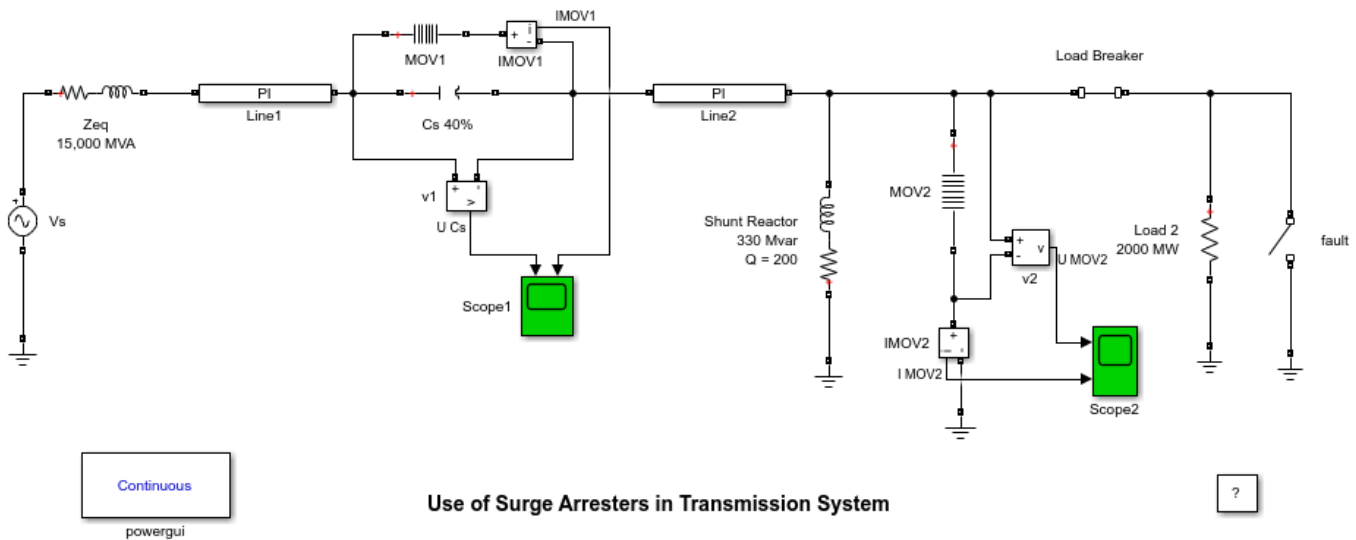 IMOV1
MOV1
+ i -
IMOV1
Load Breaker
PI
Line1
Cs 40%
PI
Line2
Zeq
15,000 MVA
+
Vs
v1
+ - v
U Cs
Scope1
Shunt Reactor
330 Mvar
Q = 200
MOV2
+ - v
U MOV2
v2
Load 2
2000 MW
fault
IMOV2
+ -
I MOV2
Scope2
Continuous
powergui
Use of Surge Arresters in Transmission System
?